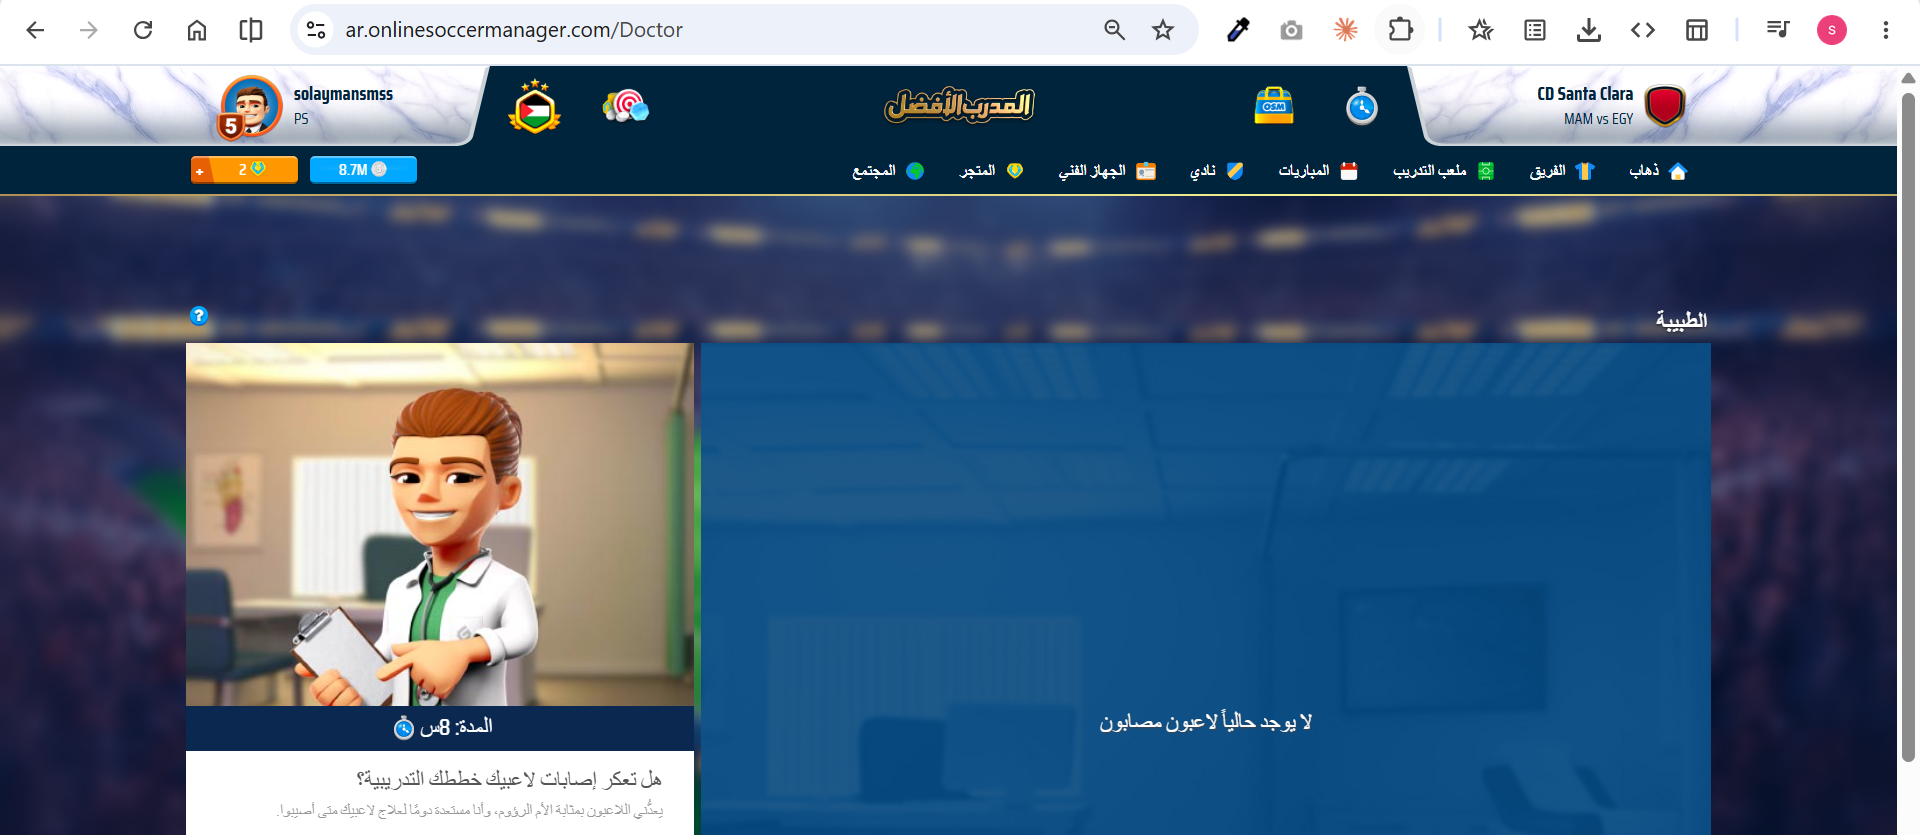 ar.onlinesoccermanager.com/Doctor
S
solaymansmss
PS
5
المدرب الأفضل
OSM
CD Santa Clara
MAM vs EGY
+
2
8.7M
ذهاب
الفريق
ملعب التدريب
المباريات
نادي
الجهاز الفني
المتجر
المجتمع
الطبيبة
?
المدة: 8س
لا يوجد حالياً لاعبون مصابون
هل تعكر إصابات لاعبيك خططك التدريبية؟
يعدُّني اللاعبون بمثابة الأم الرؤوم، وأنا مستعدة دومًا لعلاج لاعبيك متى أصيبوا.